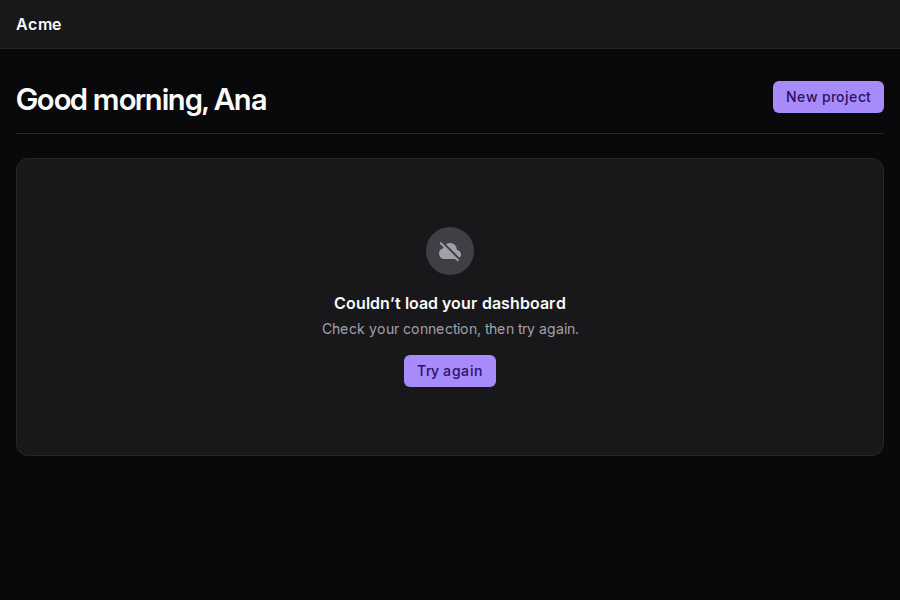 Acme
Good morning, Ana
New project
Couldn’t load your dashboard
Check your connection, then try again.
Try again